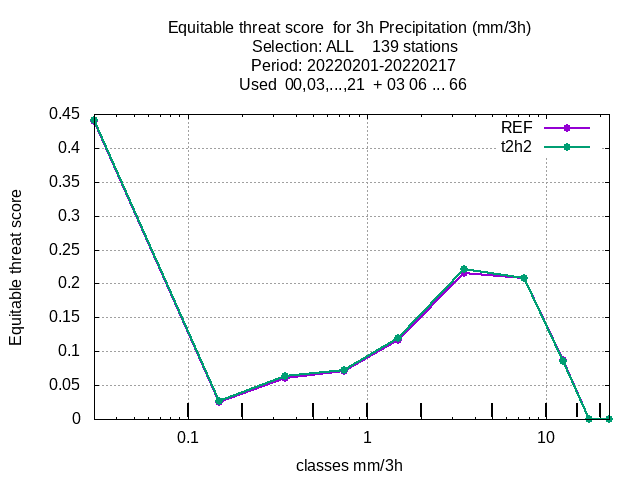 Equitable threat score  for 3h Precipitation (mm/3h)
Selection: ALL    139 stations
Period: 20220201-20220217
Used  00,03,...,21  + 03 06 ... 66
REF
t2h2
0.45
0.4
0.35
0.3
0.25
0.2
0.15
0.1
0.05
0
Equitable threat score
0.1 1 10
classes mm/3h